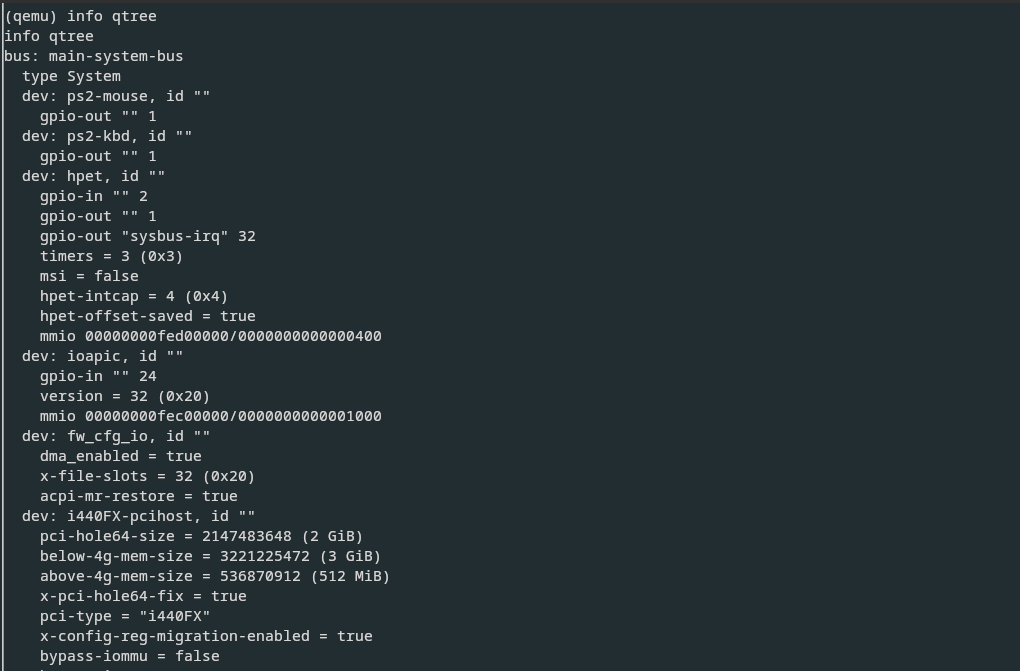 (qemu) info qtree
info qtree
bus: main-system-bus
  type System
  dev: ps2-mouse, id ""
    gpio-out "" 1
  dev: ps2-kbd, id ""
    gpio-out "" 1
  dev: hpet, id ""
    gpio-in "" 2
    gpio-out "" 1
    gpio-out "sysbus-irq" 32
    timers = 3 (0x3)
    msi = false
    hpet-intcap = 4 (0x4)
    hpet-offset-saved = true
    mmio 00000000fed00000/0000000000000400
  dev: ioapic, id ""
    gpio-in "" 24
    version = 32 (0x20)
    mmio 00000000fec00000/0000000000001000
  dev: fw_cfg_io, id ""
    dma_enabled = true
    x-file-slots = 32 (0x20)
    acpi-mr-restore = true
  dev: i440FX-pcihost, id ""
    pci-hole64-size = 2147483648 (2 GiB)
    below-4g-mem-size = 3221225472 (3 GiB)
    above-4g-mem-size = 536870912 (512 MiB)
    x-pci-hole64-fix = true
    pci-type = "i440FX"
    x-config-reg-migration-enabled = true
    bypass-iommu = false